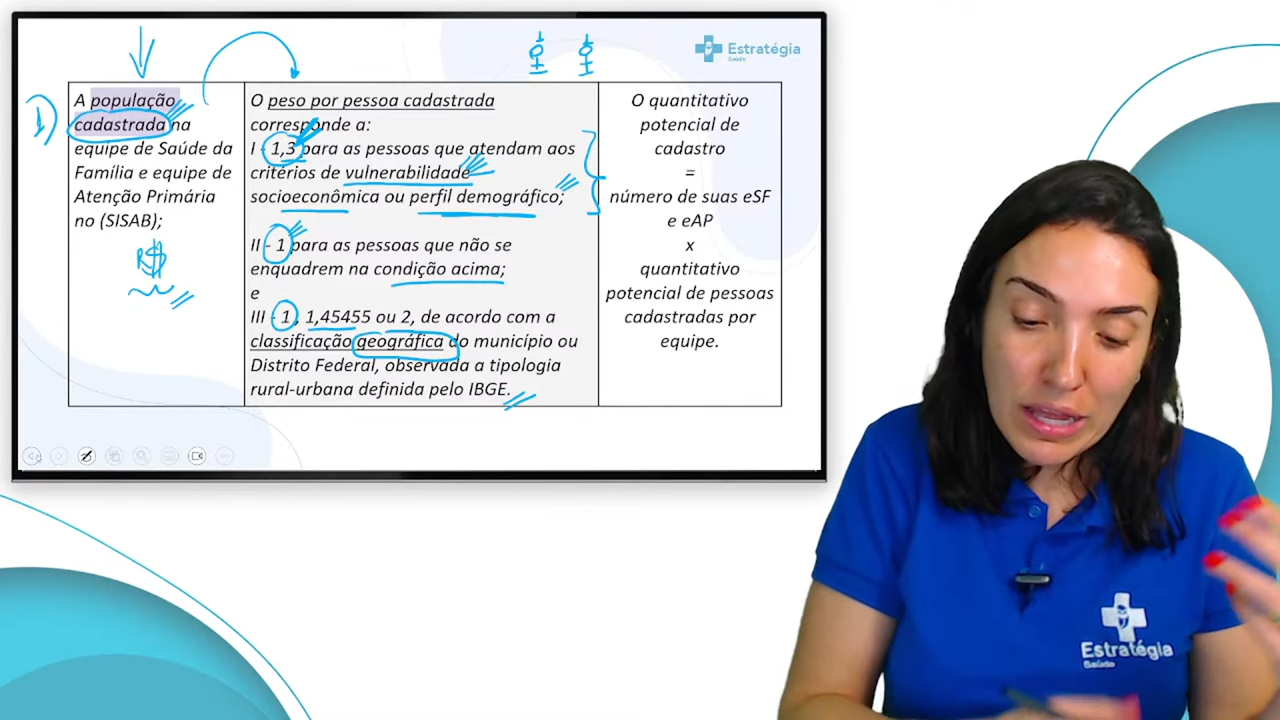 Estratégia
Saúde
1)
A população
cadastrada na
equipe de Saúde da
Família e equipe de
Atenção Primária
no (SISAB);
R$
O peso por pessoa cadastrada
corresponde a:
I - 1,3 para as pessoas que atendam aos
critérios de vulnerabilidade
socioeconômica ou perfil demográfico;
II - 1 para as pessoas que não se
enquadrem na condição acima;
e
III - 1, 1,45455 ou 2, de acordo com a
classificação geográfica do município ou
Distrito Federal, observada a tipologia
rural-urbana definida pelo IBGE.
O quantitativo
potencial de
cadastro
=
número de suas eSF
e eAP
x
quantitativo
potencial de pessoas
cadastradas por
equipe.
Estratégia
Saúde